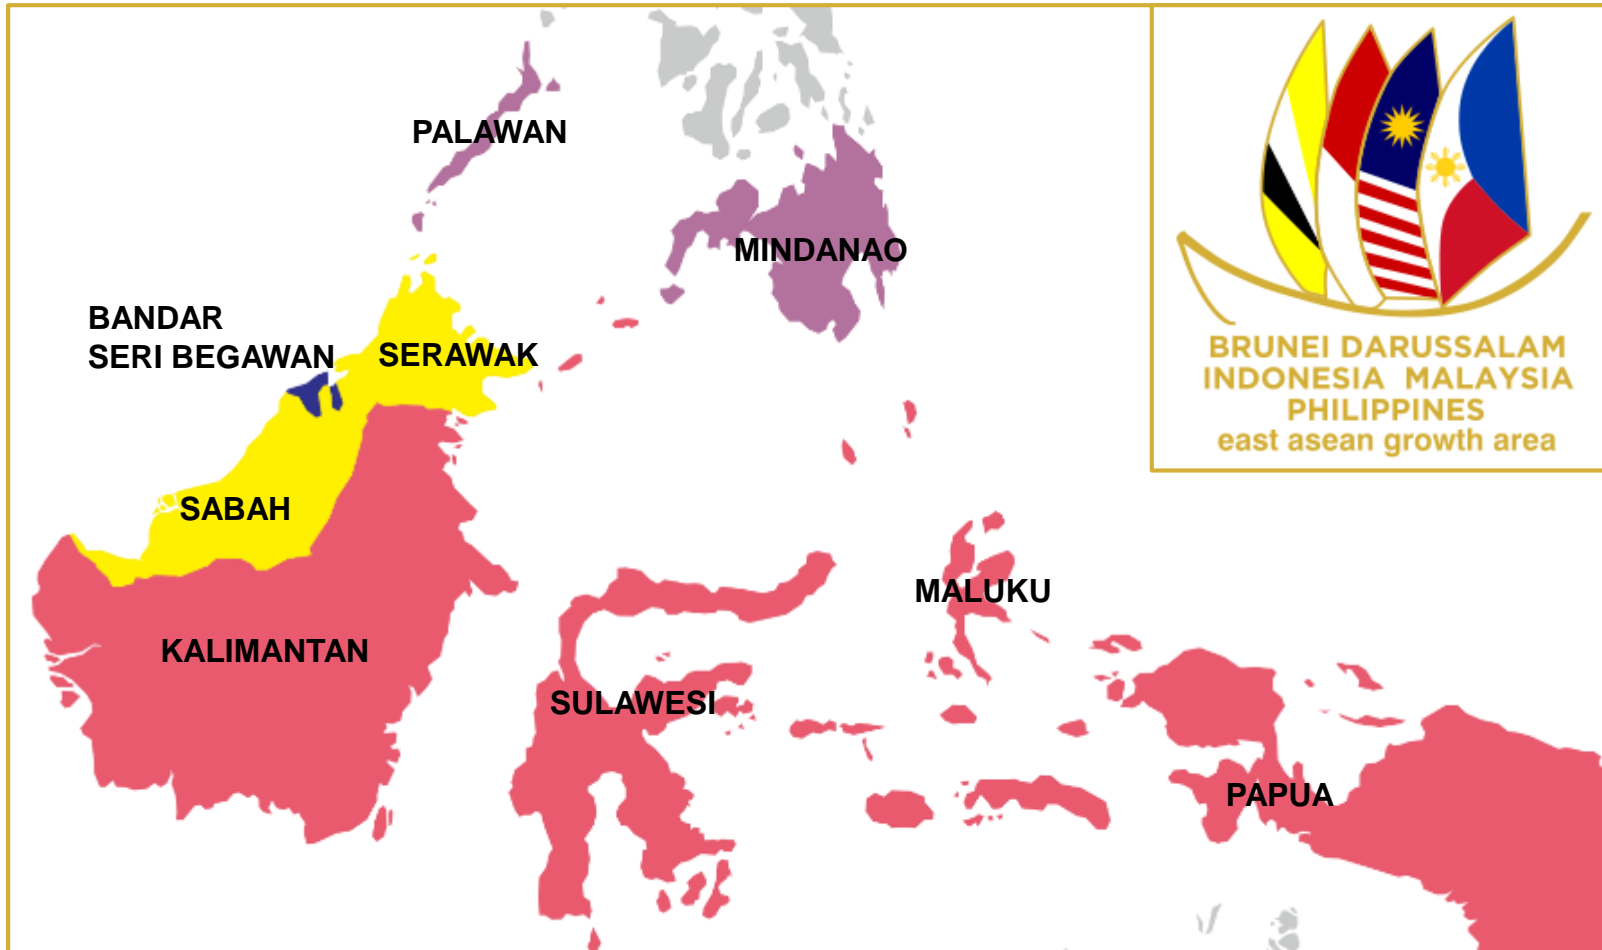 PALAWAN
MINDANAO
BANDAR
SERI BEGAWAN
SERAWAK
SABAH
KALIMANTAN
SULAWESI
MALUKU
PAPUA
BRUNEI DARUSSALAM
INDONESIA MALAYSIA
PHILIPPINES
east asean growth area